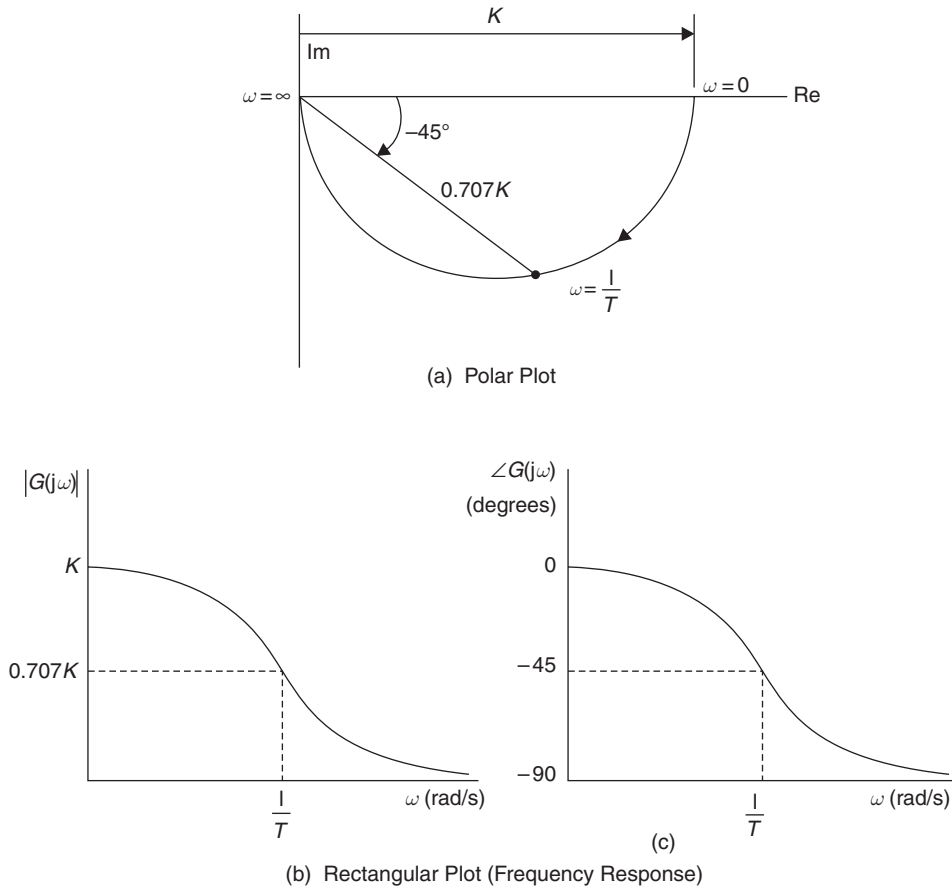 K
Im
ω = ∞
ω = 0
Re
–45°
0.707K
ω = 1/T
(a) Polar Plot
|G(jω)|
K
0.707K
1/T
ω (rad/s)
∠G(jω)
(degrees)
0
–45
–90
1/T
ω (rad/s)
(c)
(b) Rectangular Plot (Frequency Response)